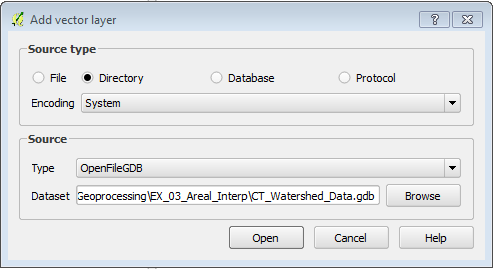 Add vector layer
Source type
File Directory Database Protocol
Encoding System
Source
Type OpenFileGDB
Dataset Geoprocessing\EX_03_Areal_Interp\CT_Watershed_Data.gdb Browse
Open Cancel Help